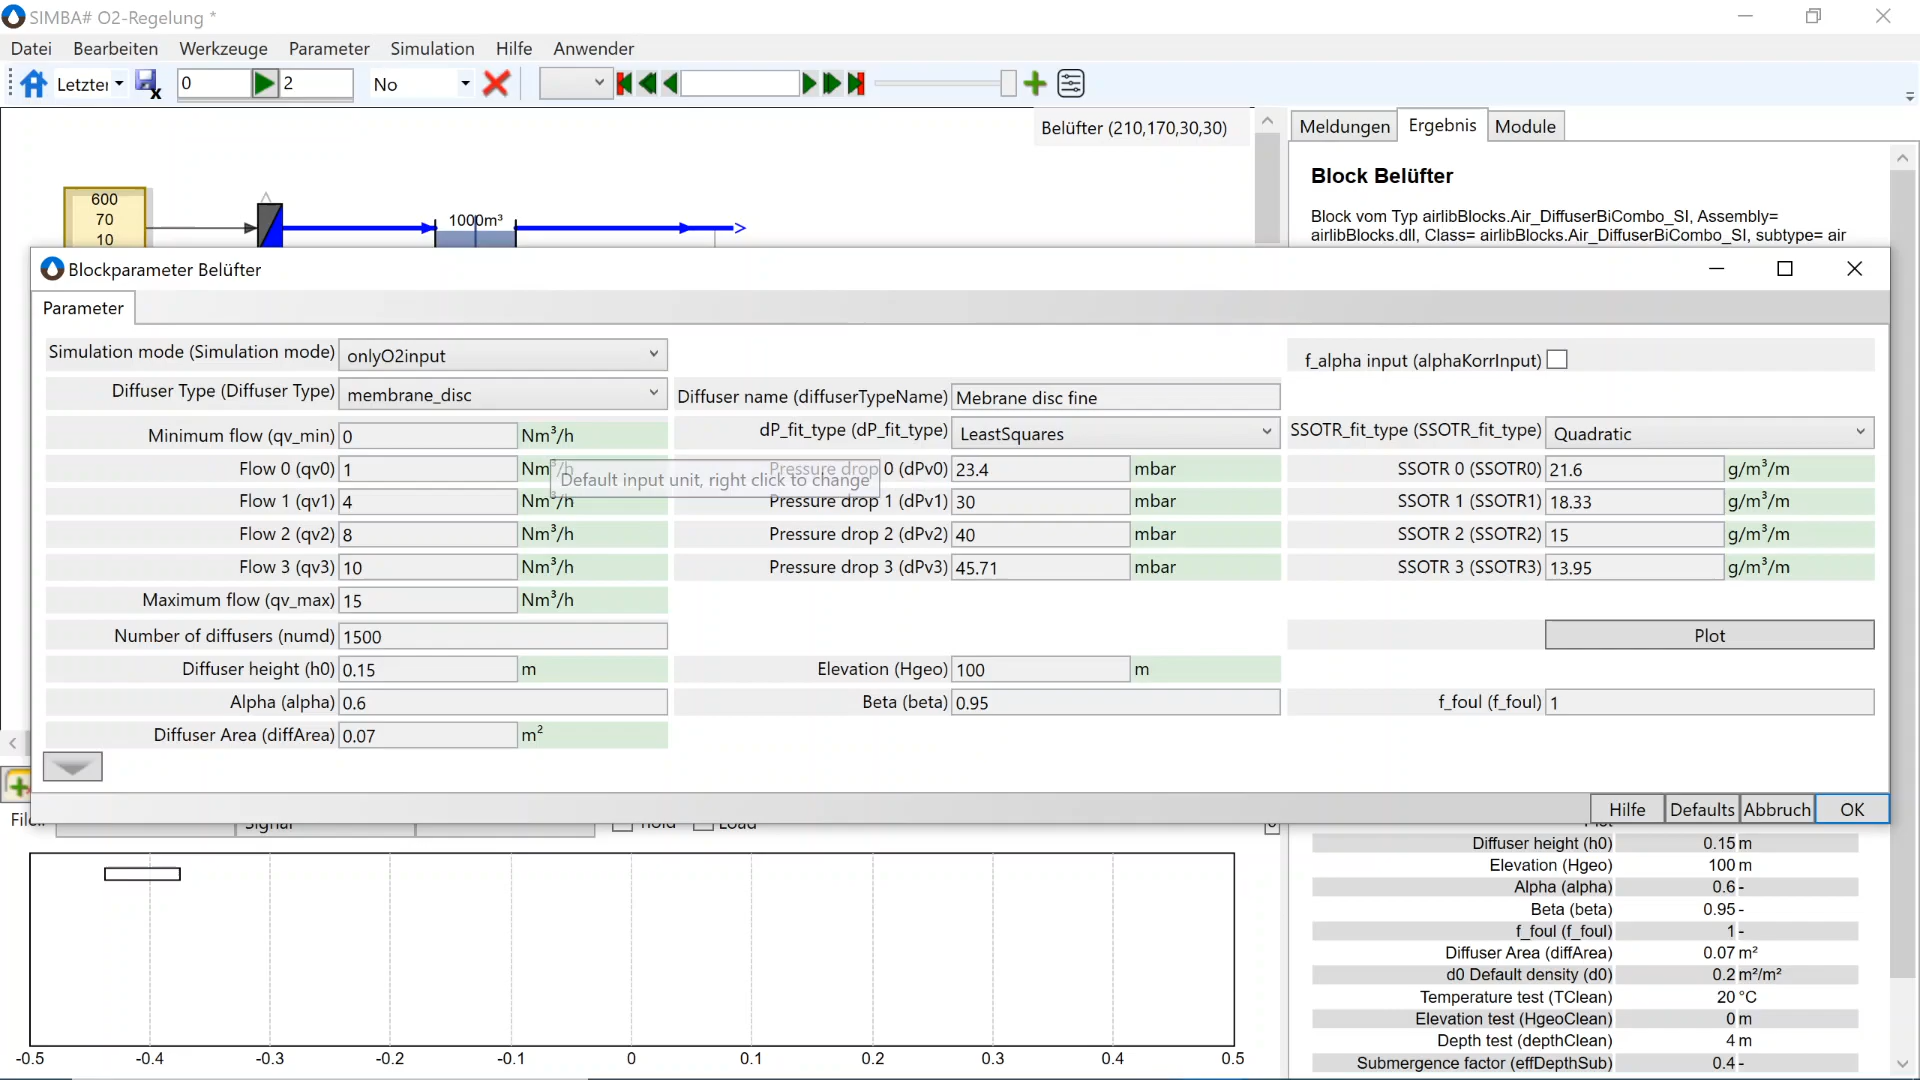 SIMBA# O2-Regelung *
Datei Bearbeiten Werkzeuge Parameter Simulation Hilfe Anwender
0 2 No
Belüfter (210,170,30,30)
Meldungen Ergebnis Module
Block Belüfter
Block vom Typ airlibBlocks.Air_DiffuserBiCombo_SI, Assembly=
airlibBlocks.dll, Class= airlibBlocks.Air_DiffuserBiCombo_SI, subtype= air
600
70
10
1000m³
Blockparameter Belüfter
Parameter
Simulation mode (Simulation mode) onlyO2input f_alpha input (alphaKorrInput)
Diffuser Type (Diffuser Type) membrane_disc Diffuser name (diffuserTypeName) Mebrane disc fine
Minimum flow (qv_min) 0 Nm³/h dP_fit_type (dP_fit_type) LeastSquares SSOTR_fit_type (SSOTR_fit_type) Quadratic
Flow 0 (qv0) 1 Nm³/h Pressure drop 0 (dPv0) 23.4 mbar SSOTR 0 (SSOTR0) 21.6 g/m³/m
Default input unit, right click to change
Flow 1 (qv1) 4 Nm³/h Pressure drop 1 (dPv1) 30 mbar SSOTR 1 (SSOTR1) 18.33 g/m³/m
Flow 2 (qv2) 8 Nm³/h Pressure drop 2 (dPv2) 40 mbar SSOTR 2 (SSOTR2) 15 g/m³/m
Flow 3 (qv3) 10 Nm³/h Pressure drop 3 (dPv3) 45.71 mbar SSOTR 3 (SSOTR3) 13.95 g/m³/m
Maximum flow (qv_max) 15 Nm³/h
Number of diffusers (numd) 1500 Plot
Diffuser height (h0) 0.15 m Elevation (Hgeo) 100 m
Alpha (alpha) 0.6 Beta (beta) 0.95 f_foul (f_foul) 1
Diffuser Area (diffArea) 0.07 m²
Hilfe Defaults Abbruch OK
Signal Hold Load
Diffuser height (h0) 0.15 m
Elevation (Hgeo) 100 m
Alpha (alpha) 0.6 -
Beta (beta) 0.95 -
f_foul (f_foul) 1 -
Diffuser Area (diffArea) 0.07 m²
d0 Default density (d0) 0.2 m²/m²
Temperature test (TClean) 20 °C
Elevation test (HgeoClean) 0 m
Depth test (depthClean) 4 m
Submergence factor (effDepthSub) 0.4 -
-0.5 -0.4 -0.3 -0.2 -0.1 0 0.1 0.2 0.3 0.4 0.5